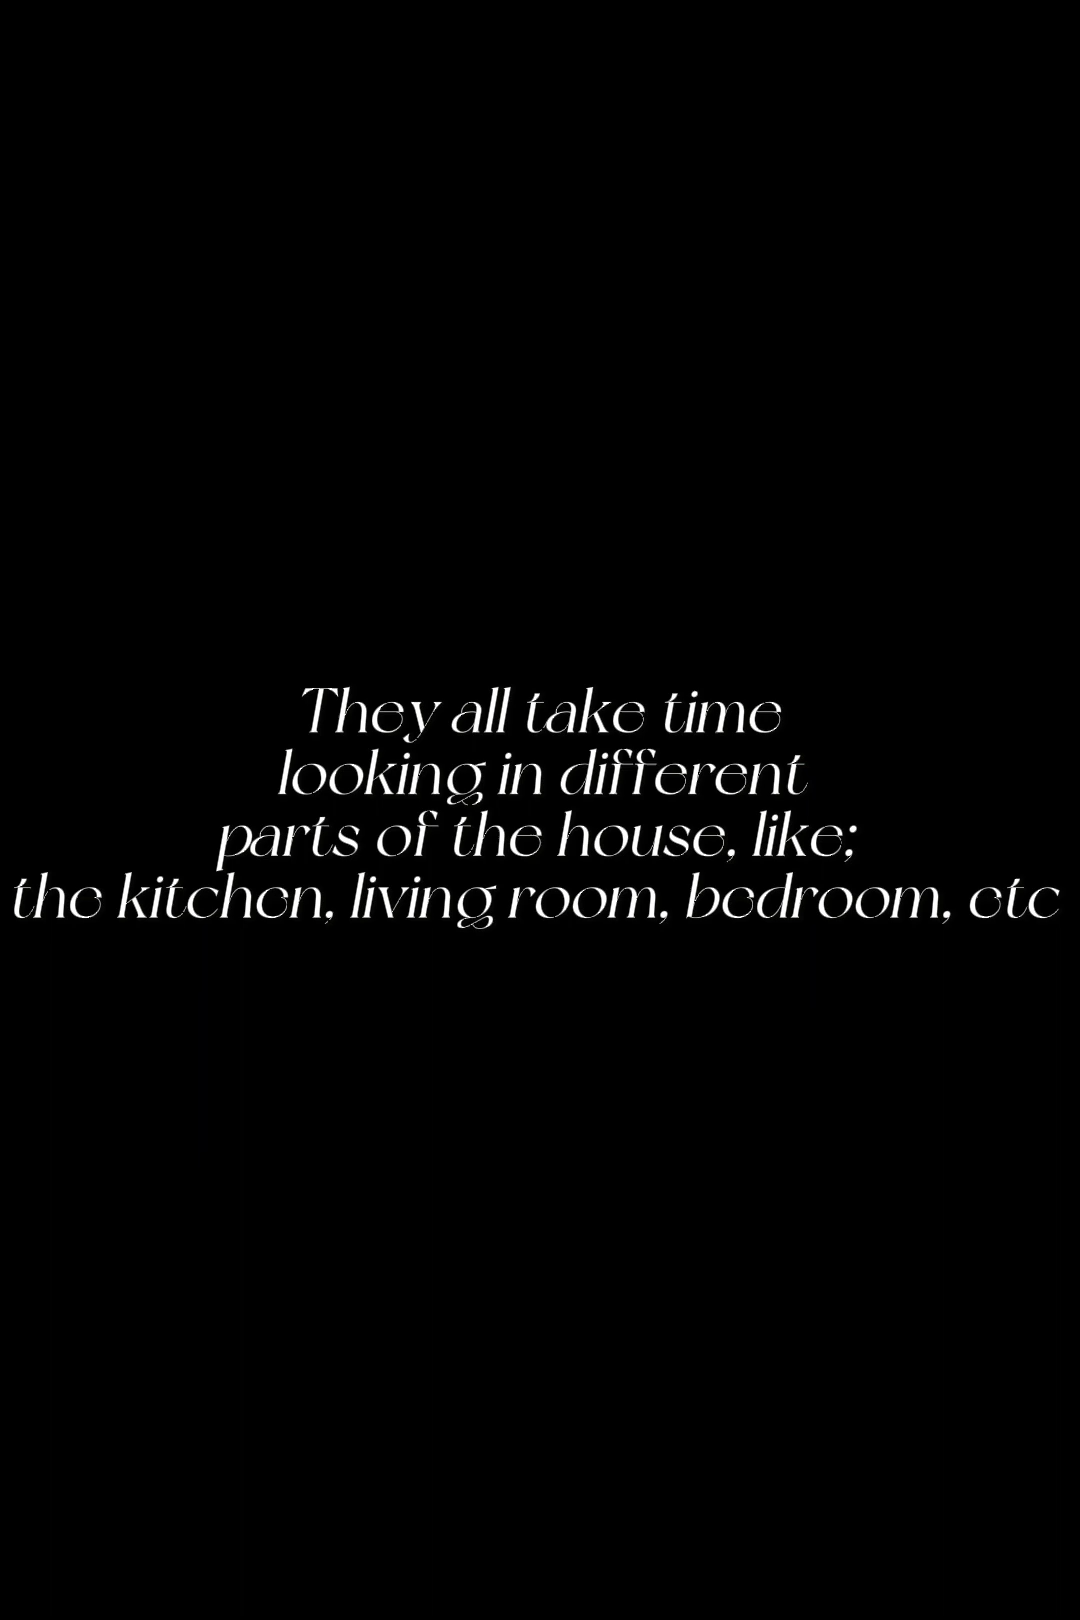 They all take time
looking in different
parts of the house, like;
the kitchen, living room, bedroom, etc